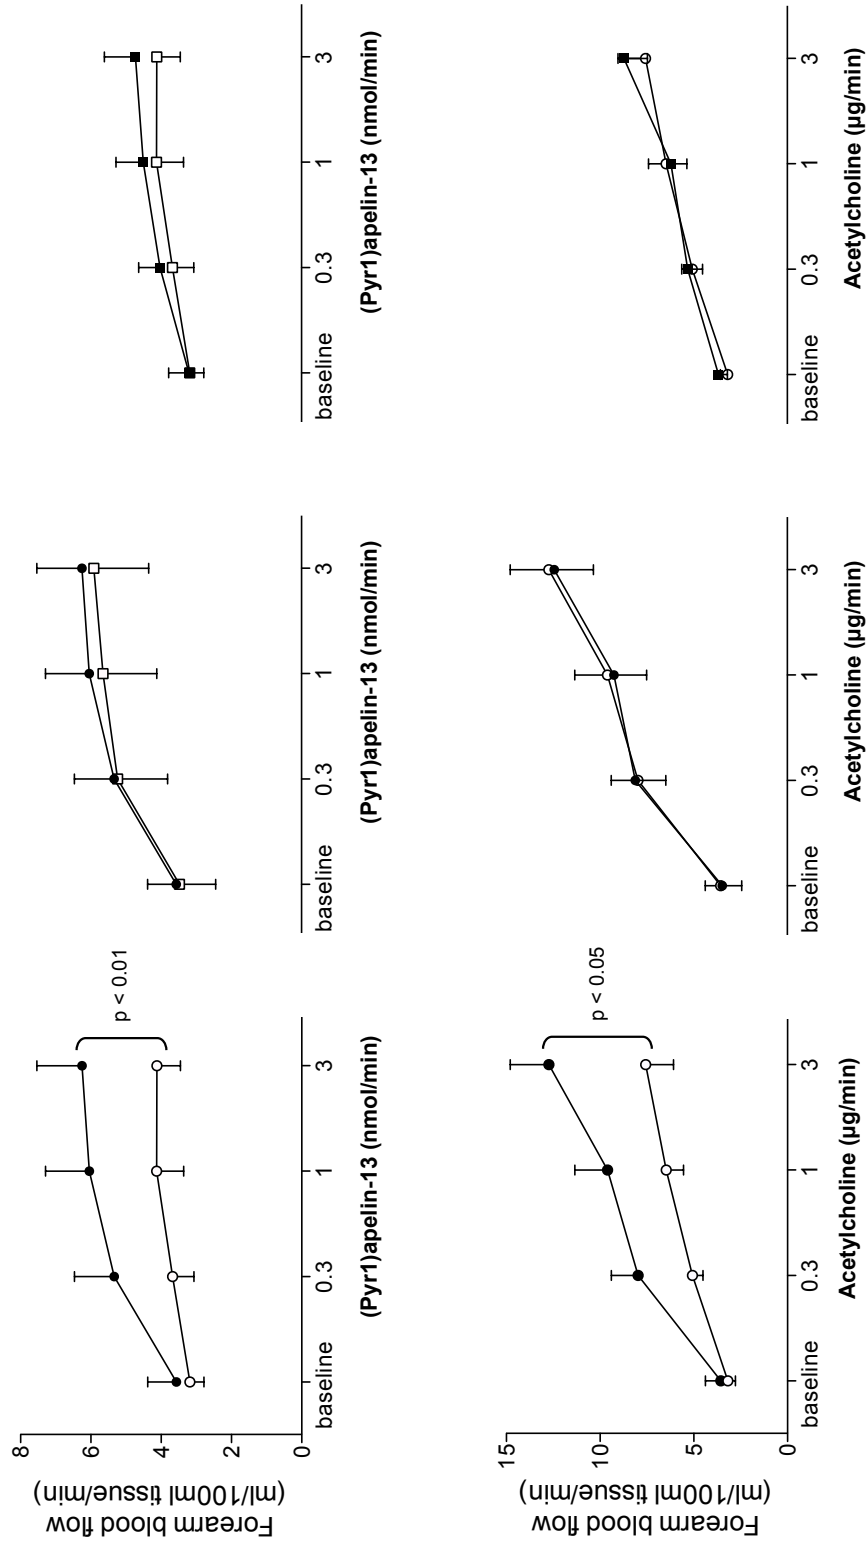 Forearm blood flow
(ml/100ml tissue/min)
8
6
4
2
0
baseline
0.3
1
3
(Pyr1)apelin-13 (nmol/min)
p < 0.01
baseline
0.3
1
3
(Pyr1)apelin-13 (nmol/min)
baseline
0.3
1
3
(Pyr1)apelin-13 (nmol/min)
Forearm blood flow
(ml/100ml tissue/min)
15
10
5
0
baseline
0.3
1
3
Acetylcholine (µg/min)
p < 0.05
baseline
0.3
1
3
Acetylcholine (µg/min)
baseline
0.3
1
3
Acetylcholine (µg/min)